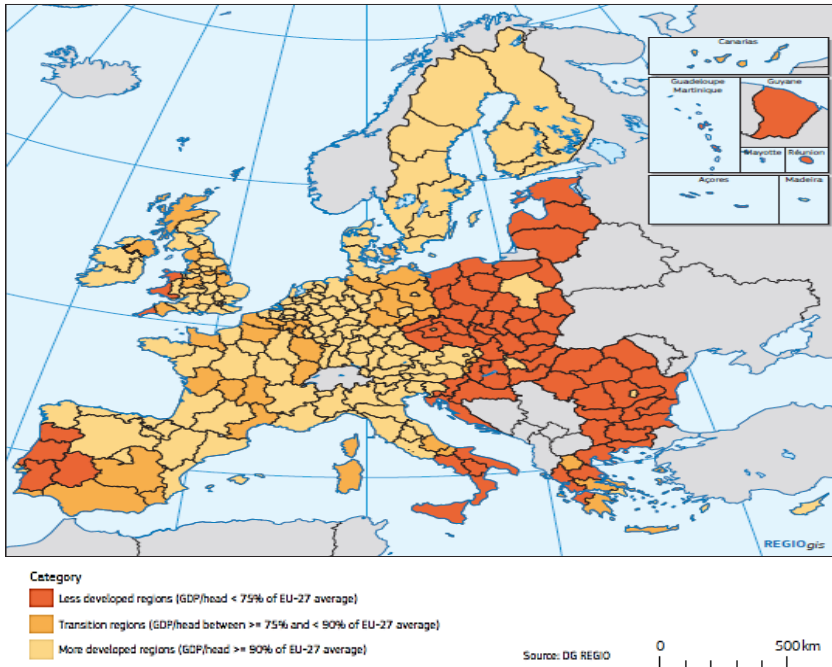 Canarias
Guadeloupe
Martinique
Guyane
Mayotte
Réunion
Açores
Madeira
REGIOgis
Category
Less developed regions (GDP/head < 75% of EU-27 average)
Transition regions (GDP/head between >= 75% and < 90% of EU-27 average)
More developed regions (GDP/head >= 90% of EU-27 average)
Source: DG REGIO
0 500 km